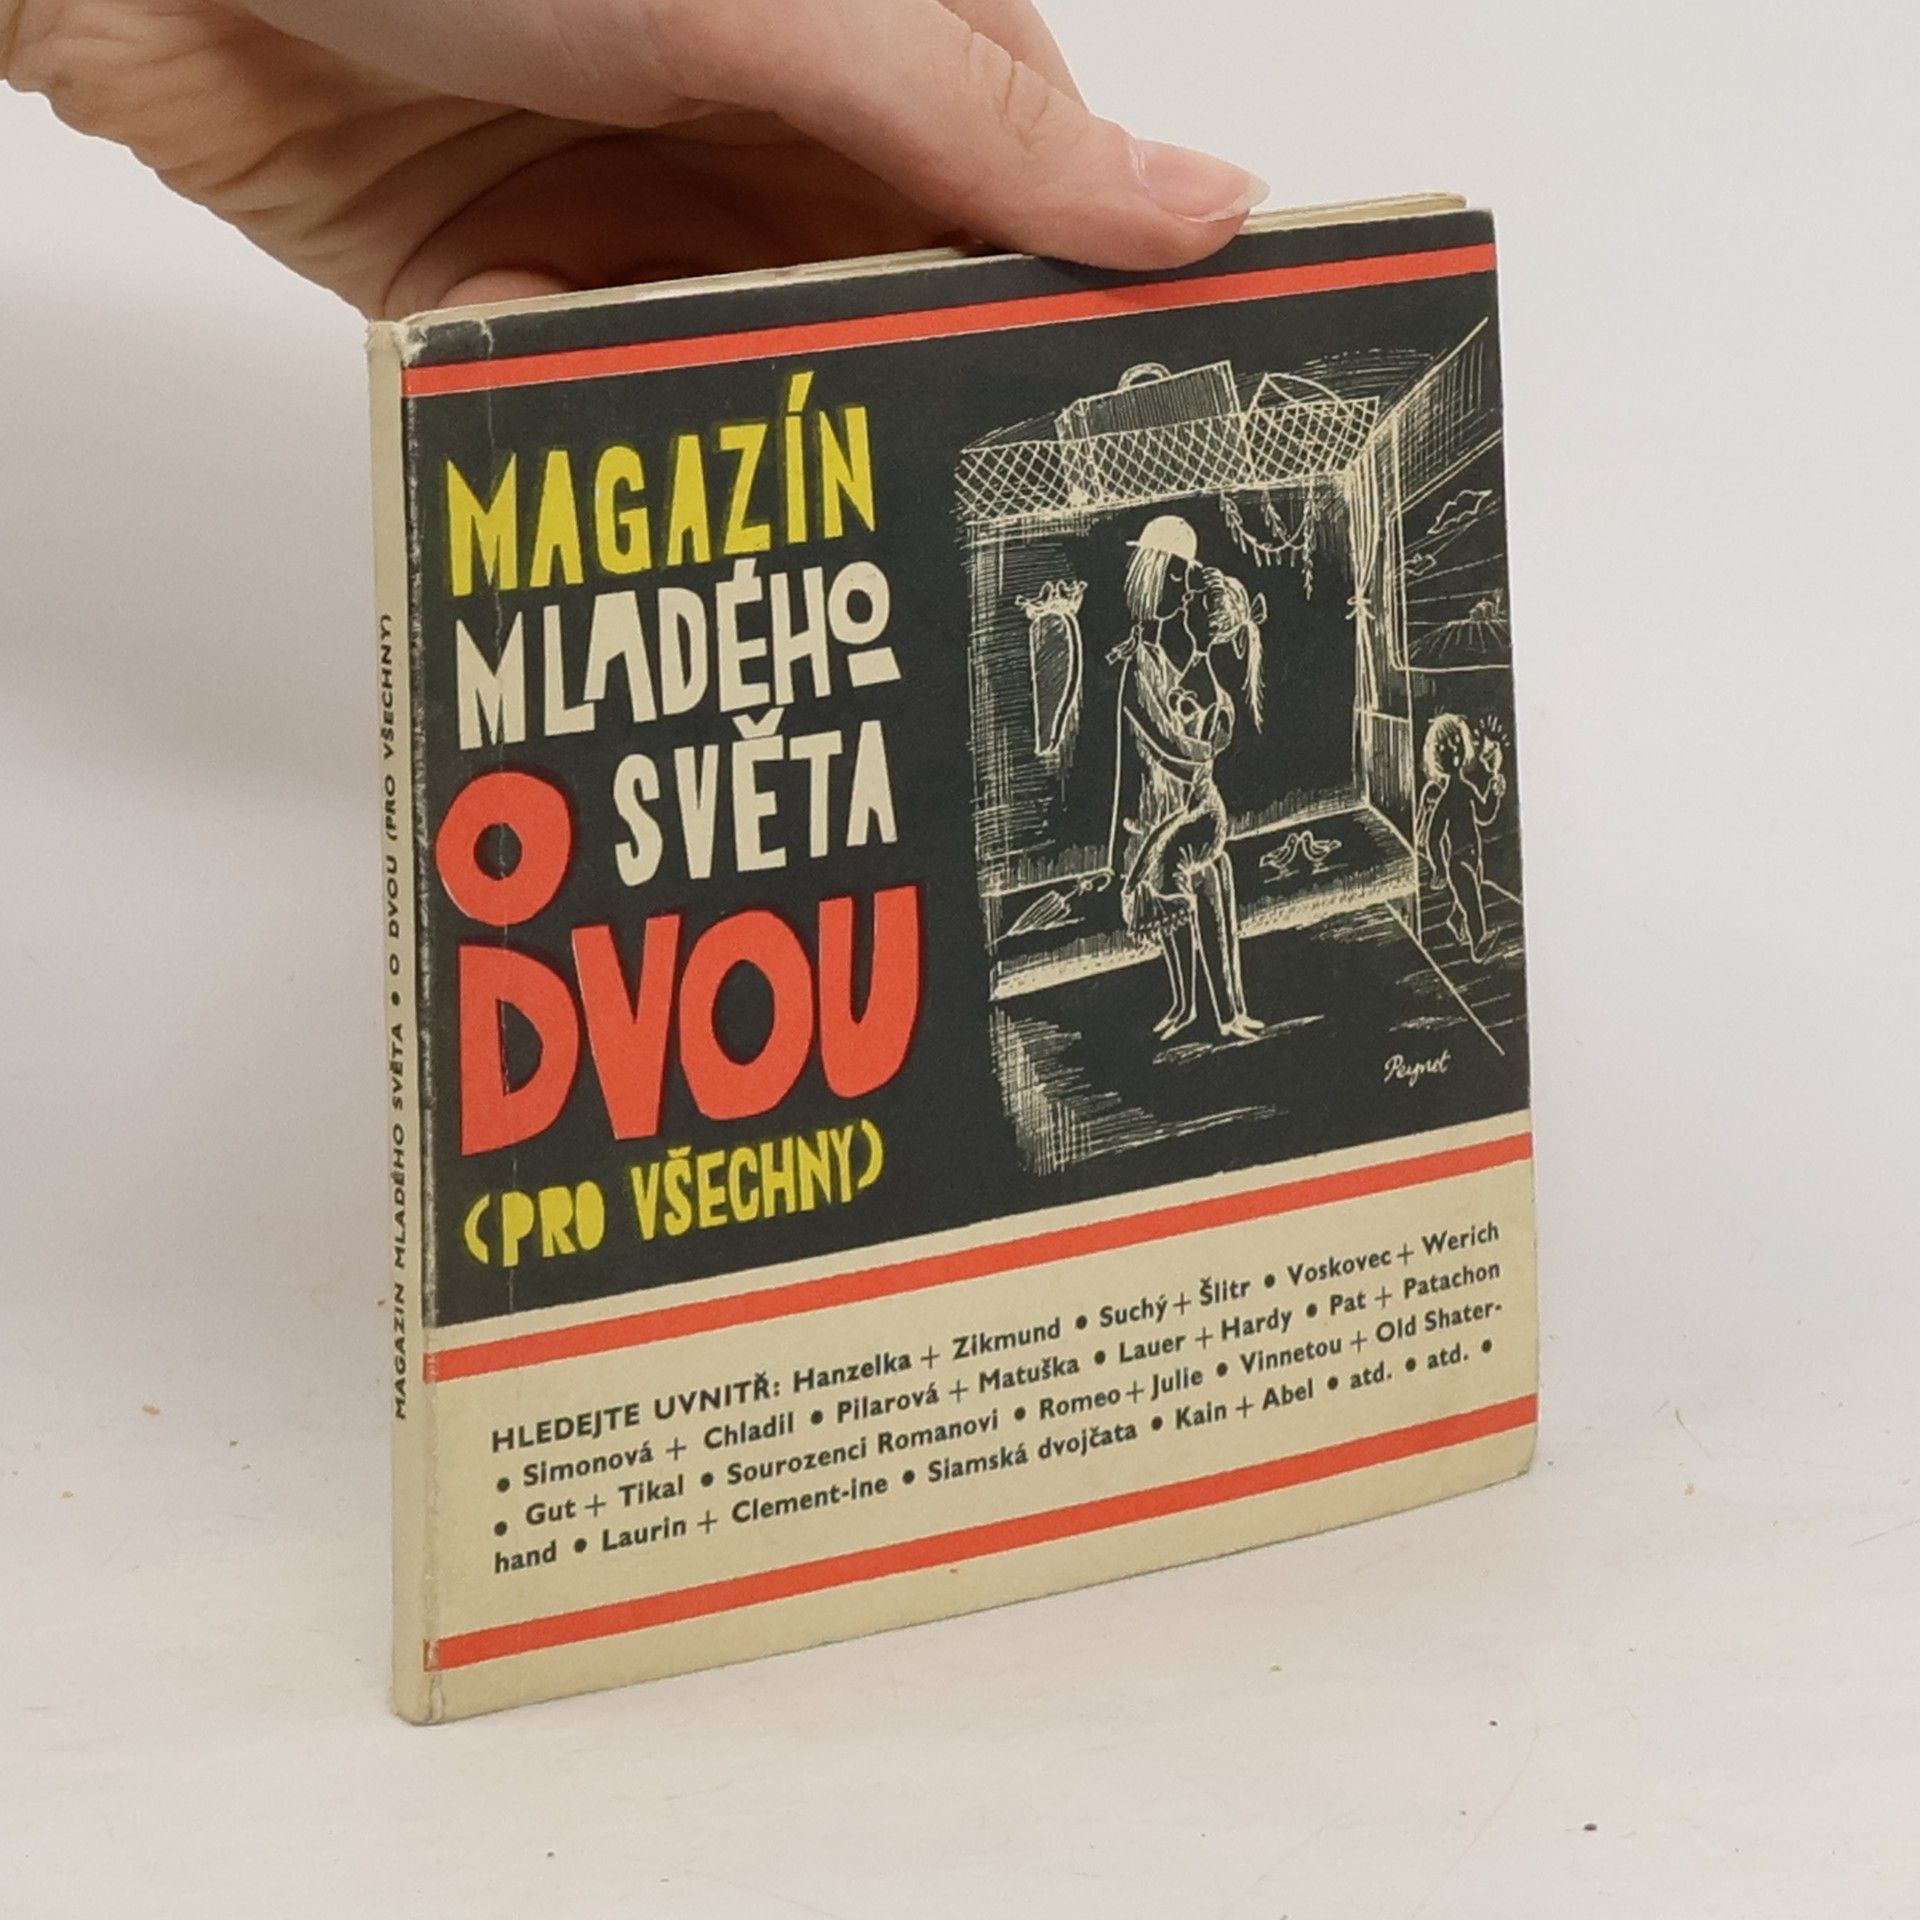 MAGAZÍN
MLADÉHO
SVĚTA
O
DVOU
(PRO VŠECHNY)
Peynet
HLEDEJTE UVNITŘ: Hanzelka + Zikmund • Suchý + Šlitr • Voskovec + Werich
• Simonová + Chladil • Pilarová + Matuška • Lauer + Hardy • Pat + Patachon
• Gut + Tikal • Sourozenci Romanovi • Romeo + Julie • Vinnetou + Old Shater-
hand • Laurin + Clement-ine • Siamská dvojčata • Kain + Abel • atd. • atd. •
MAGAZÍN MLADÉHO SVĚTA • O DVOU (PRO VŠECHNY)